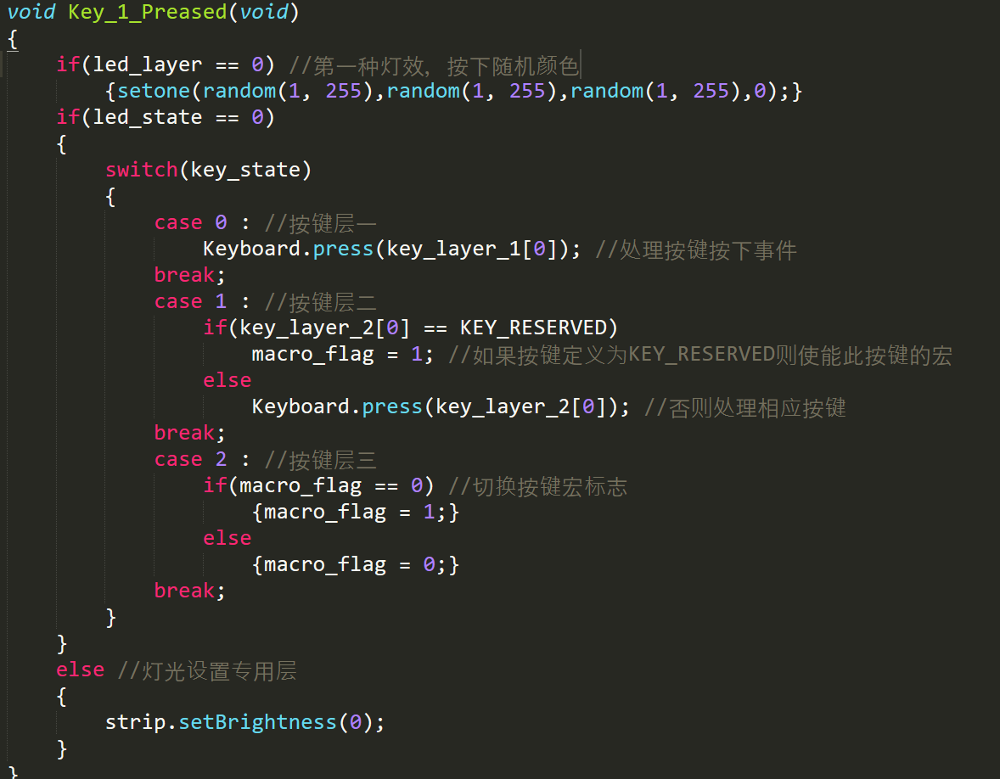 void Key_1_Preased(void)
{
    if(led_layer == 0) //第一种灯效，按下随机颜色
        {setone(random(1, 255),random(1, 255),random(1, 255),0);}
    if(led_state == 0)
    {
        switch(key_state)
        {
            case 0 : //按键层一
                Keyboard.press(key_layer_1[0]); //处理按键按下事件
            break;
            case 1 : //按键层二
                if(key_layer_2[0] == KEY_RESERVED)
                    macro_flag = 1; //如果按键定义为KEY_RESERVED则使能此按键的宏
                else
                    Keyboard.press(key_layer_2[0]); //否则处理相应按键
            break;
            case 2 : //按键层三
                if(macro_flag == 0) //切换按键宏标志
                    {macro_flag = 1;}
                else
                    {macro_flag = 0;}
            break;
        }
    }
    else //灯光设置专用层
    {
        strip.setBrightness(0);
    }
}